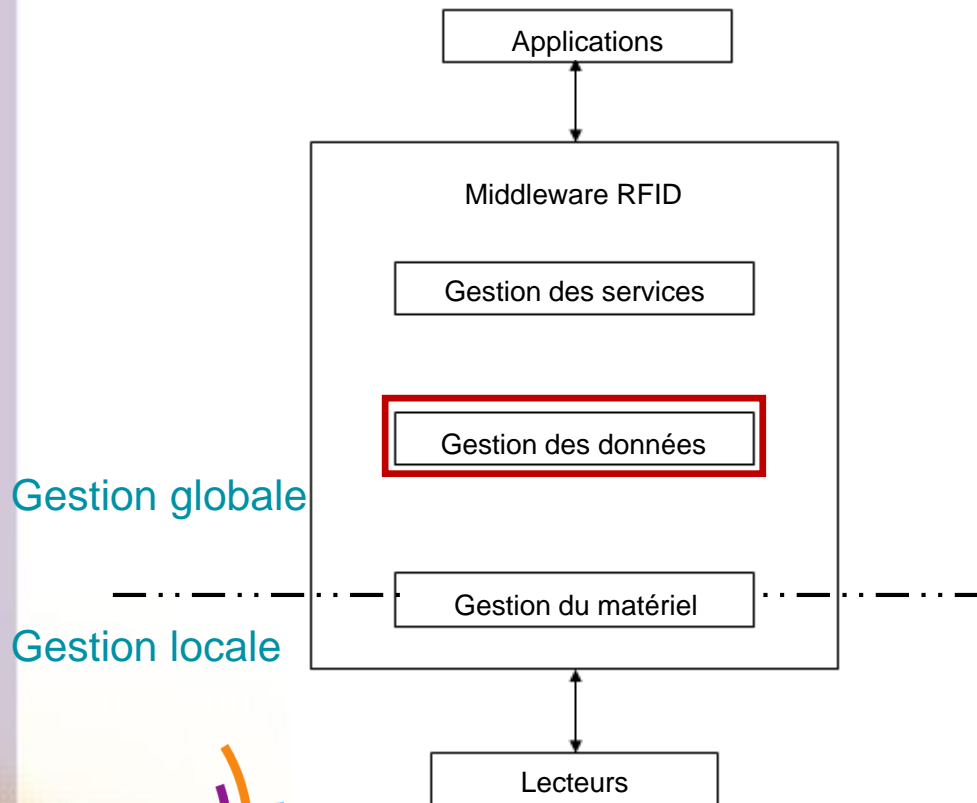 Applications
Middleware RFID
Gestion des services
Gestion des données
Gestion globale
Gestion du matériel
Gestion locale
Lecteurs